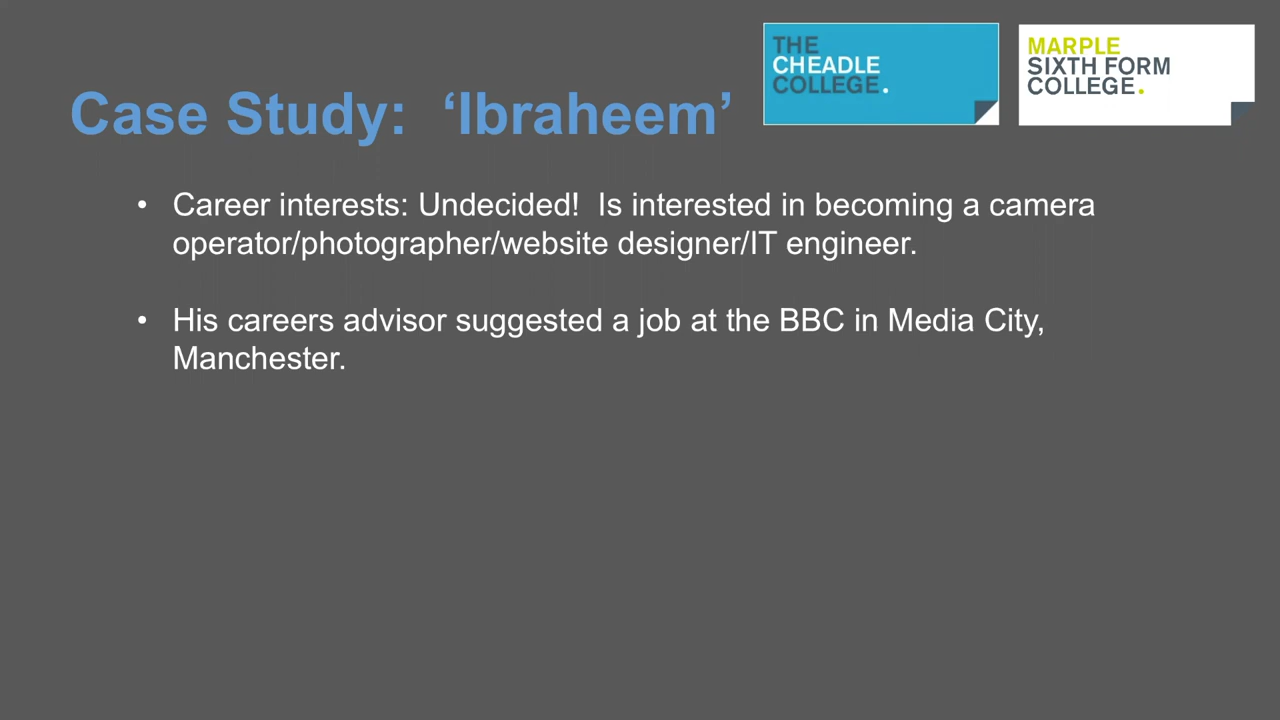 THE
CHEADLE
COLLEGE.
MARPLE
SIXTH FORM
COLLEGE.
Case Study:  ‘Ibraheem’
• Career interests: Undecided!  Is interested in becoming a camera
operator/photographer/website designer/IT engineer.
• His careers advisor suggested a job at the BBC in Media City,
Manchester.